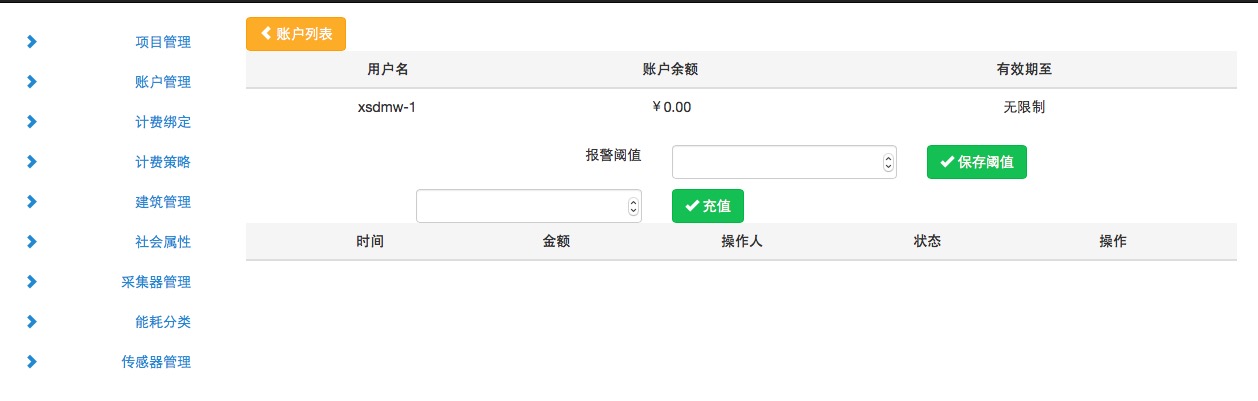 项目管理
账户管理
计费绑定
计费策略
建筑管理
社会属性
采集器管理
能耗分类
传感器管理
账户列表
用户名 账户余额 有效期至
xsdmw-1 ￥0.00 无限制
报警阈值 保存阈值
充值
时间 金额 操作人 状态 操作